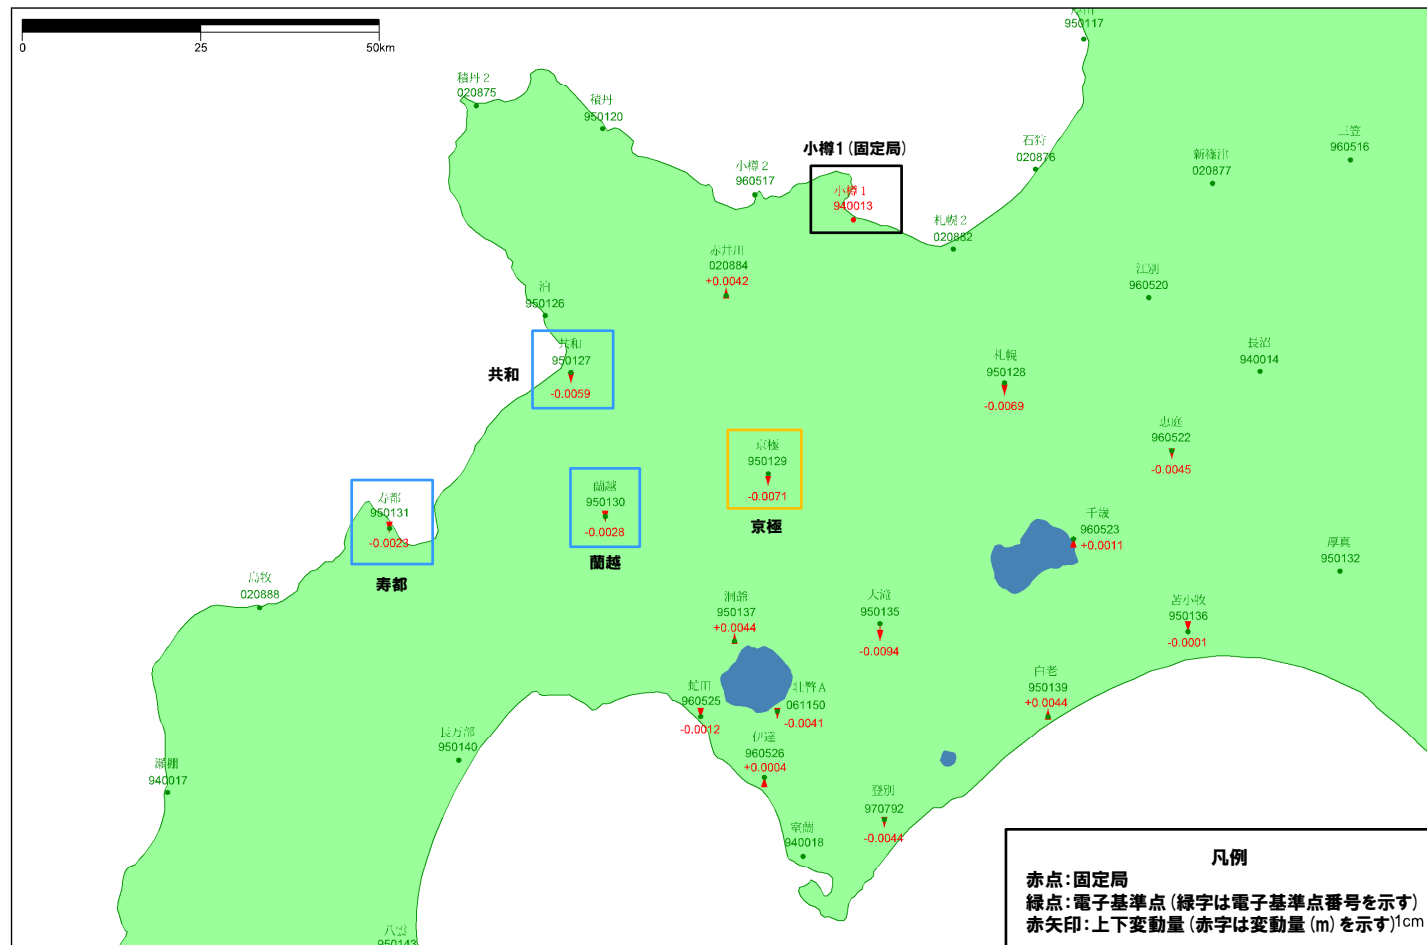 0
25
50km
950117
積丹２
020875
積丹
950120
小樽1（固定局）
小樽２
960517
小樽１
940013
石狩
020876
新篠津
020877
三笠
960516
札幌２
020882
赤井川
020884
+0.0042
江別
960520
泊
950126
共和
950127
-0.0059
共和
札幌
950128
-0.0069
長沼
940014
恵庭
960522
-0.0045
京極
950129
-0.0071
京極
蘭越
950130
-0.0028
蘭越
寿都
950131
-0.0023
寿都
千歳
960523
+0.0011
厚真
950132
島牧
020888
洞爺
950137
+0.0044
大滝
950135
-0.0094
苫小牧
950136
-0.0001
白老
950139
+0.0044
虻田
960525
-0.0012
壮瞥Ａ
061150
-0.0041
伊達
960526
+0.0004
長万部
950140
瀬棚
940017
登別
970792
-0.0044
室蘭
940018
八雲
950143
凡例
赤点：固定局
緑点：電子基準点（緑字は電子基準点番号を示す）
赤矢印：上下変動量（赤字は変動量（m）を示す）1cm